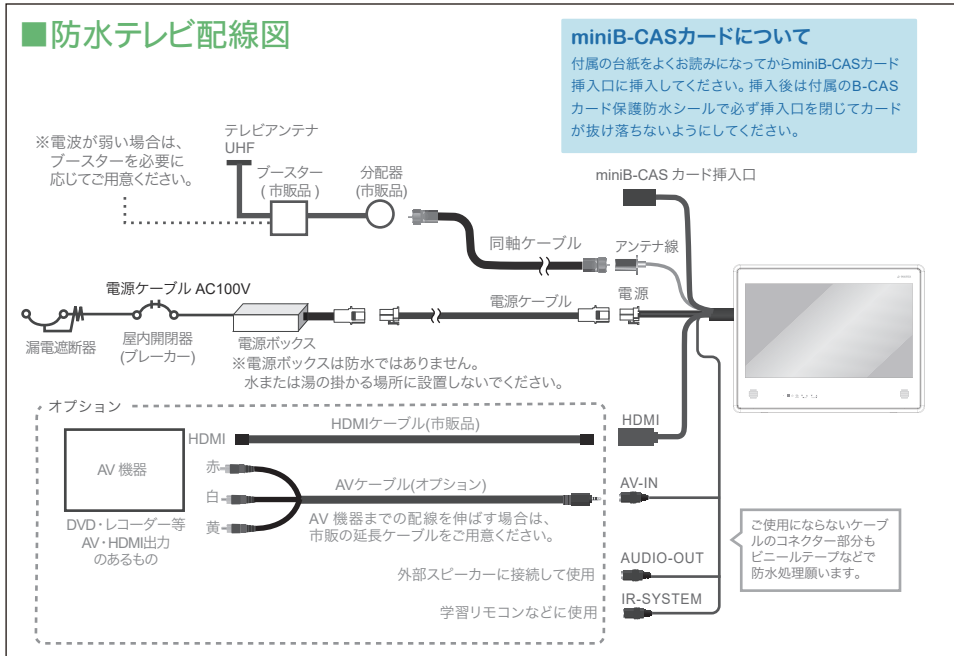 ■防水テレビ配線図
miniB-CASカードについて
付属の台紙をよくお読みになってからminiB-CASカード
挿入口に挿入してください。挿入後は付属のB-CAS
カード保護防水シールで必ず挿入口を閉じてカード
が抜け落ちないようにしてください。
※電波が弱い場合は、
ブースターを必要に
応じてご用意ください。
テレビアンテナ
UHF
ブースター
(市販品)
分配器
(市販品)
miniB-CAS カード挿入口
同軸ケーブル
アンテナ線
電源ケーブル AC100V
電源ケーブル
電源
漏電遮断器
屋内開閉器
(ブレーカー)
電源ボックス
※電源ボックスは防水ではありません。
水または湯の掛かる場所に設置しないでください。
オプション
HDMI
HDMIケーブル(市販品)
HDMI
AV 機器
赤
白
黄
AVケーブル(オプション)
AV-IN
DVD・レコーダー等
AV・HDMI出力
のあるもの
AV 機器までの配線を伸ばす場合は、
市販の延長ケーブルをご用意ください。
ご使用にならないケーブ
ルのコネクター部分も
ビニールテープなどで
防水処理願います。
外部スピーカーに接続して使用
AUDIO-OUT
学習リモコンなどに使用
IR-SYSTEM